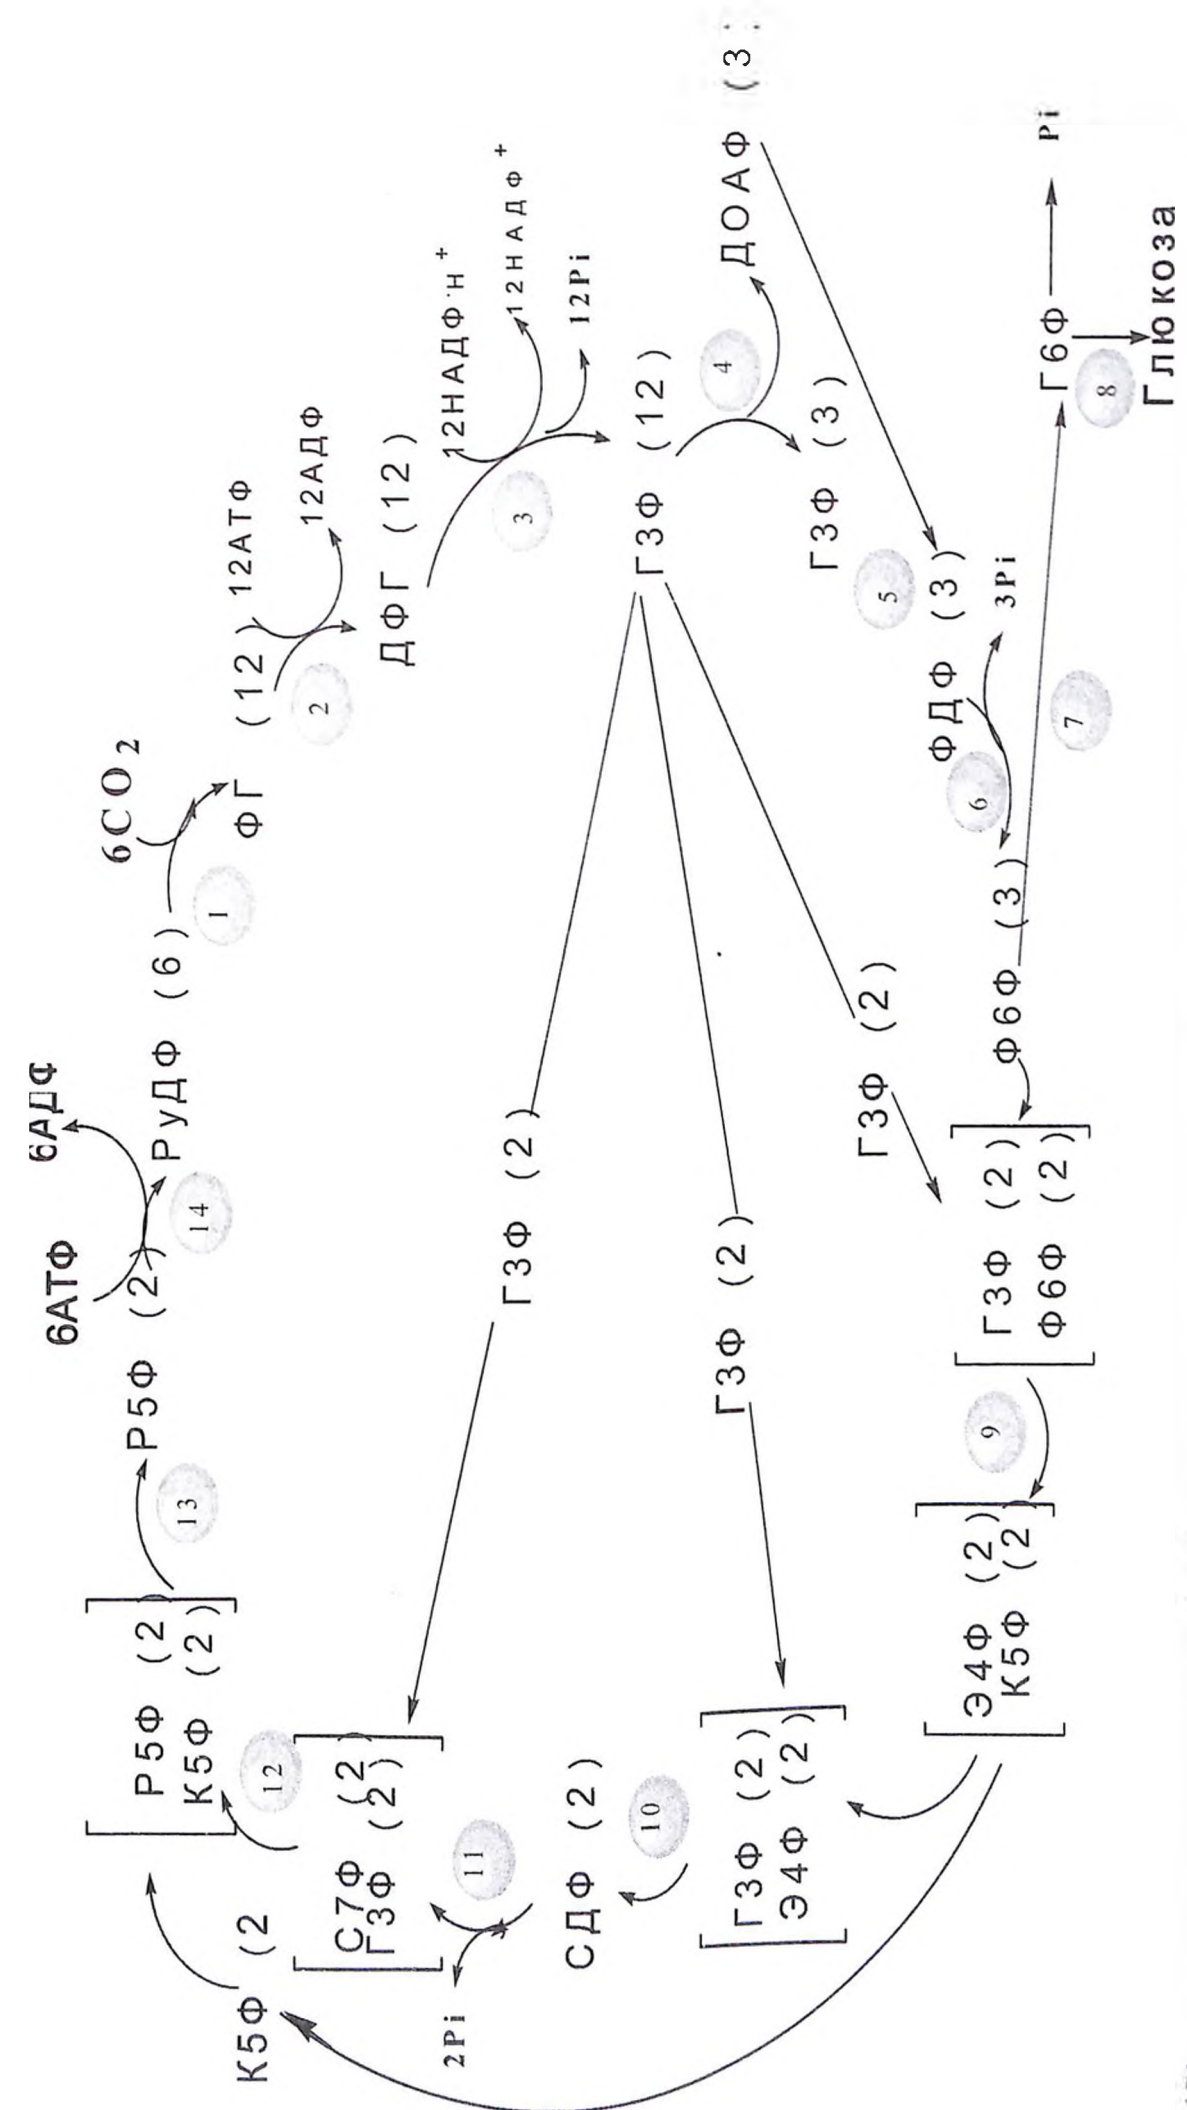 6АТФ
6АДФ
6CO2
К5Ф (2
Р5Ф (2)
К5Ф (2)
13
Р5Ф (2)
14
РуДФ (6)
1
ФГ (12)
2
12АТФ
12АДФ
ДФГ (12)
3
12НАДФ·Н+
12НАДФ+
12Pi
12
С7Ф (2)
Г3Ф (2)
2Pi
11
СДФ (2)
10
Г3Ф (2)
Г3Ф (12)
4
ДОАФ (3)
Г3Ф (2)
Г3Ф (2)
Э4Ф (2)
Г3Ф (2)
Г3Ф (3)
5
ФДФ (3)
3Pi
6
Э4Ф (2)
К5Ф (2)
9
Г3Ф (2)
Ф6Ф (2)
Ф6Ф (3)
7
Г6Ф
Pi
8
Глюкоза